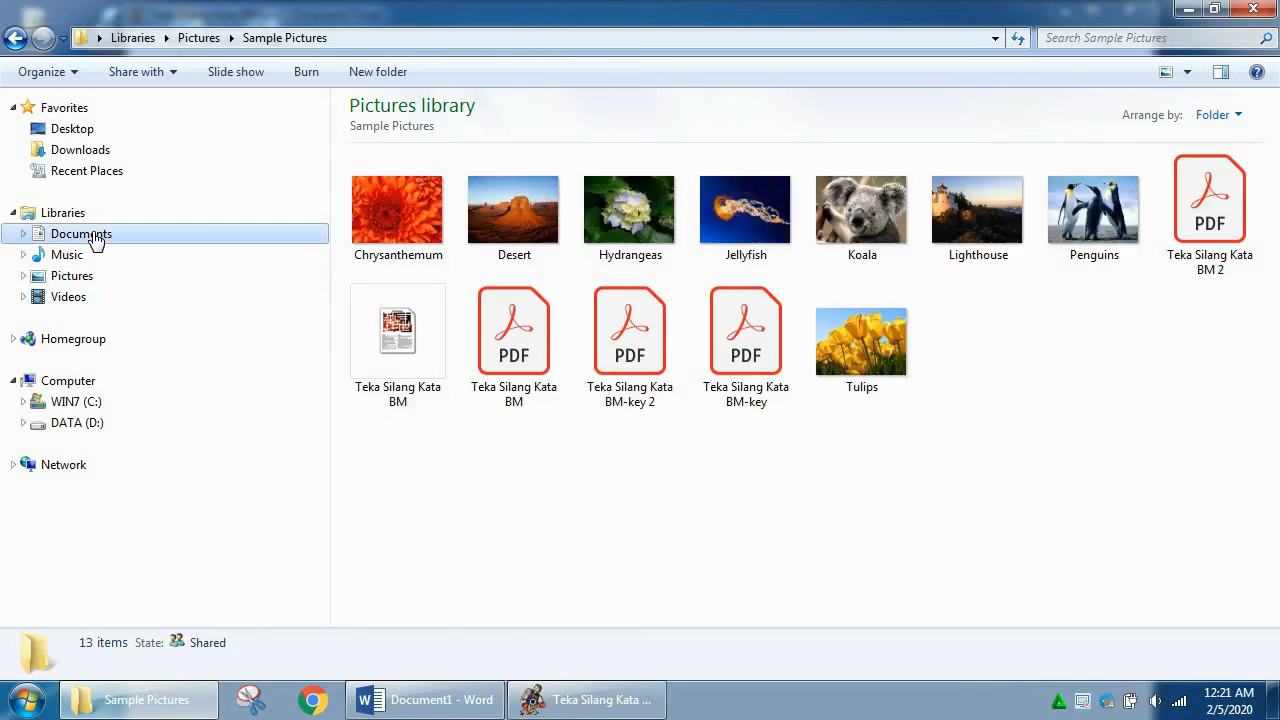 Libraries Pictures Sample Pictures
Search Sample Pictures
Organize Share with Slide show Burn New folder
Favorites
Desktop
Downloads
Recent Places
Libraries
Documents
Music
Pictures
Videos
Homegroup
Computer
WIN7 (C:)
DATA (D:)
Network
Pictures library
Sample Pictures
Arrange by: Folder
Chrysanthemum
Desert
Hydrangeas
Jellyfish
Koala
Lighthouse
Penguins
PDF
Teka Silang Kata
BM 2
Teka Silang Kata
BM
PDF
Teka Silang Kata
BM
PDF
Teka Silang Kata
BM-key 2
PDF
Teka Silang Kata
BM-key
Tulips
13 items State: Shared
Sample Pictures
Document1 - Word
Teka Silang Kata ...
12:21 AM
2/5/2020